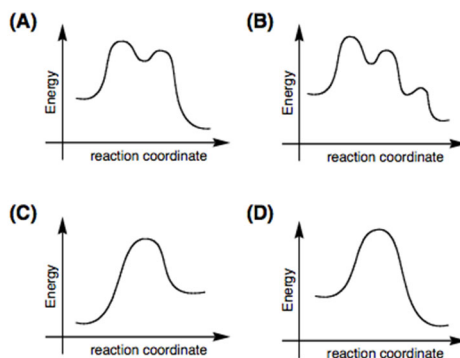 (A)
Energy
reaction coordinate
(B)
Energy
reaction coordinate
(C)
Energy
reaction coordinate
(D)
Energy
reaction coordinate